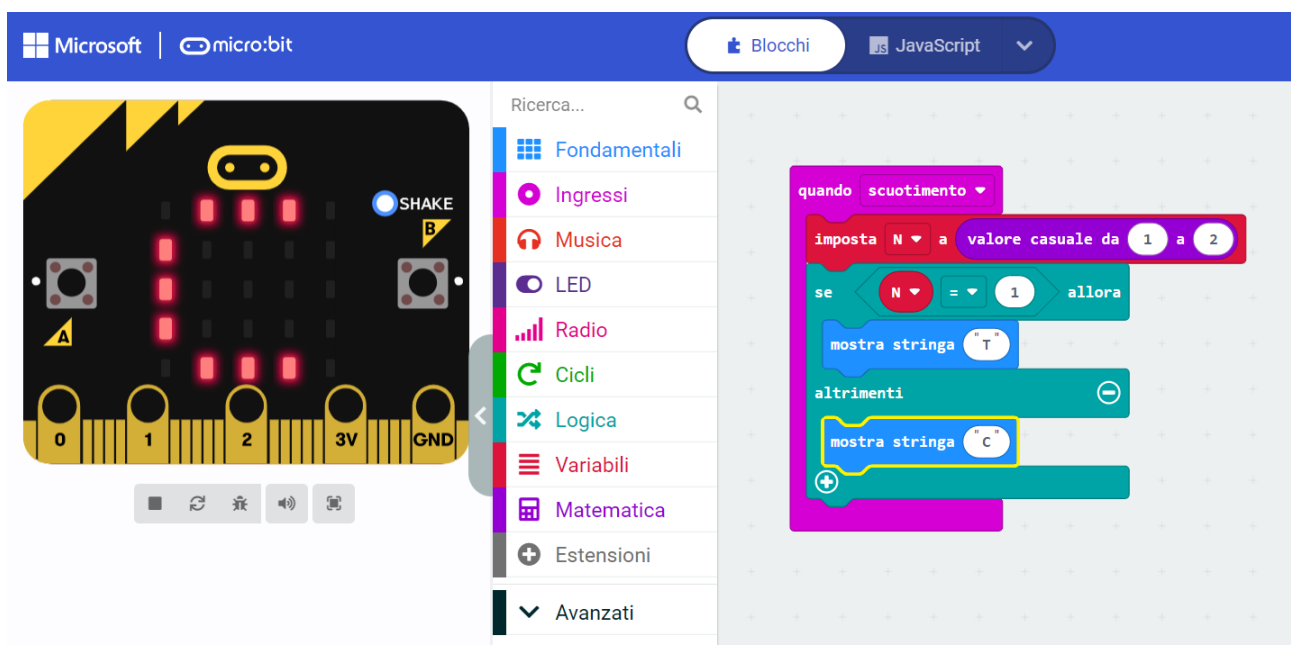 Microsoft | micro:bit
Blocchi
JS JavaScript
SHAKE
B
A
0 1 2 3V GND
Ricerca...
Fondamentali
Ingressi
Musica
LED
Radio
Cicli
Logica
Variabili
Matematica
Estensioni
Avanzati
quando scuotimento
imposta N a valore casuale da 1 a 2
se N = 1 allora
mostra stringa "T"
altrimenti
mostra stringa "C"